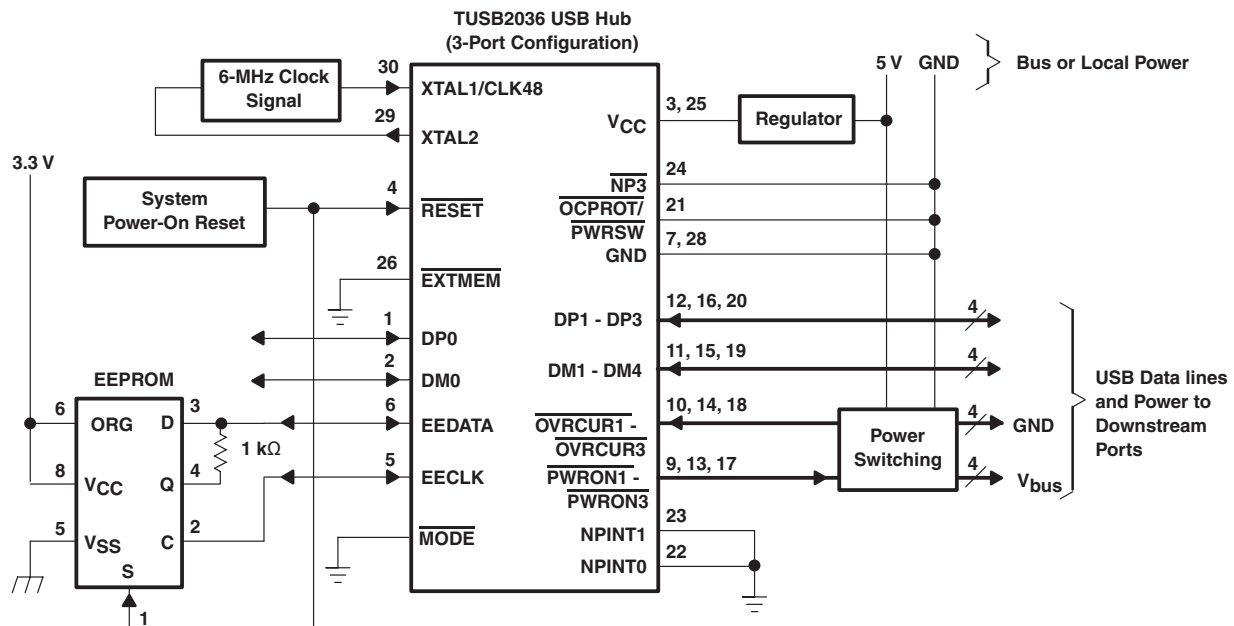 TUSB2036 USB Hub
(3-Port Configuration)
6-MHz Clock
Signal
30
XTAL1/CLK48
29
XTAL2
5 V
GND
Bus or Local Power
3, 25
VCC
Regulator
3.3 V
System
Power-On Reset
4
RESET
24
NP3
21
OCPROT/
PWRSW
7, 28
GND
26
EXTMEM
12, 16, 20
DP1 - DP3
4
1
DP0
11, 15, 19
DM1 - DM4
4
2
DM0
USB Data lines
and Power to
Downstream
Ports
EEPROM
6
ORG
D
3
1 kΩ
6
EEDATA
10, 14, 18
OVRCUR1 -
OVRCUR3
Power
Switching
4
GND
8
VCC
Q
4
5
EECLK
9, 13, 17
PWRON1 -
PWRON3
4
Vbus
5
VSS
C
2
MODE
23
NPINT1
22
NPINT0
S
1